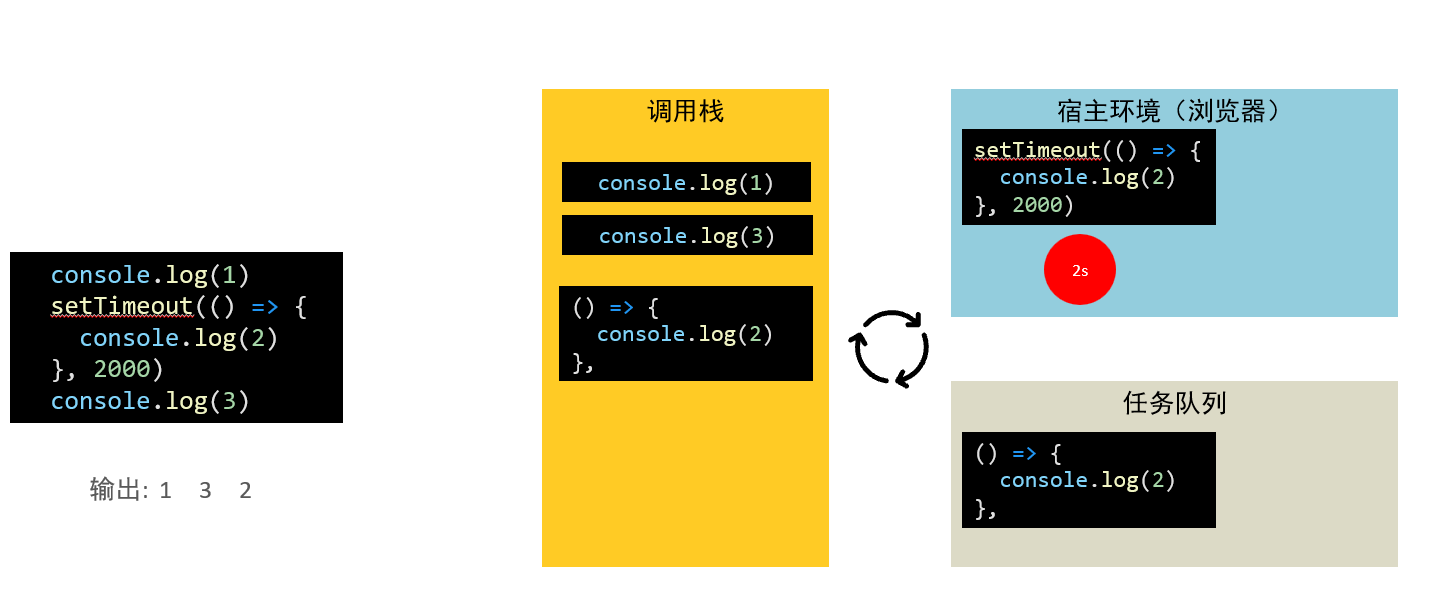 console.log(1)
setTimeout(() => {
  console.log(2)
}, 2000)
console.log(3)
输出: 1 3 2
调用栈
console.log(1)
console.log(3)
() => {
  console.log(2)
},
宿主环境（浏览器）
setTimeout(() => {
  console.log(2)
}, 2000)
2s
任务队列
() => {
  console.log(2)
},